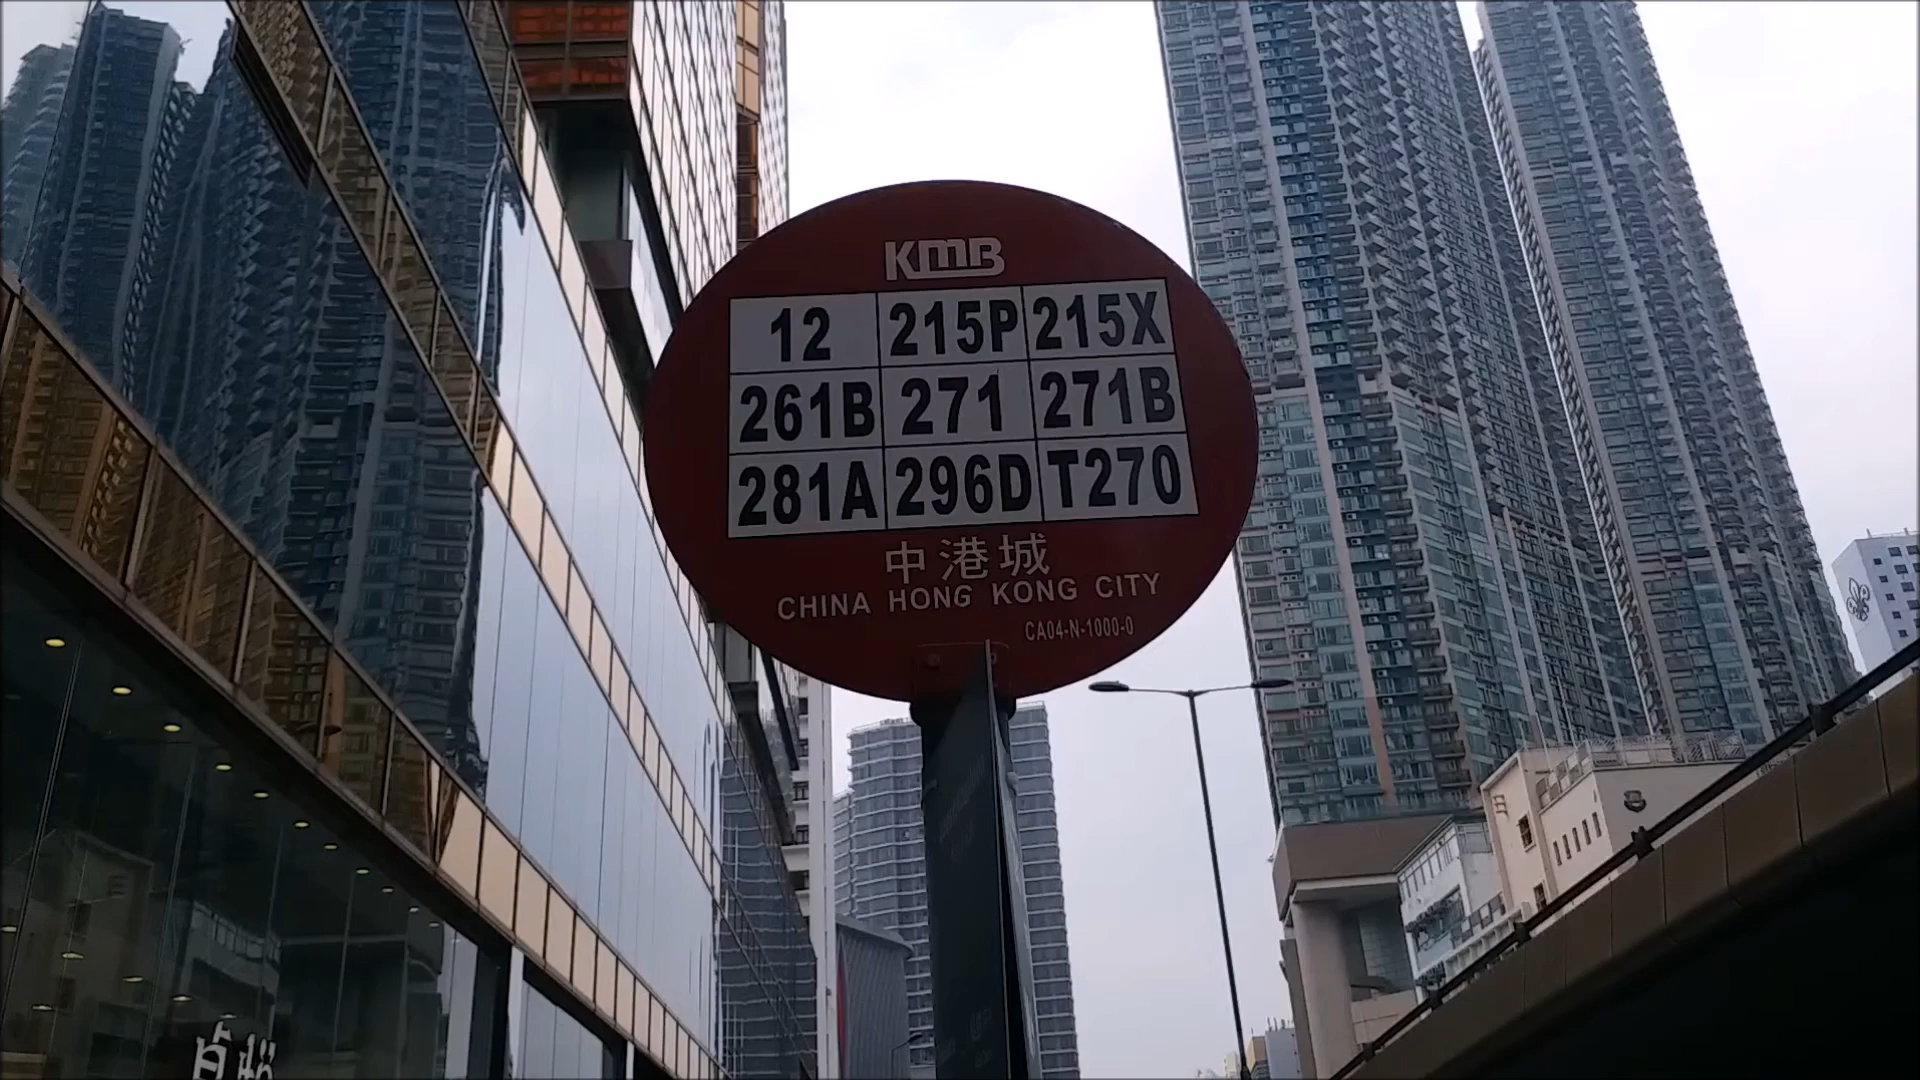 KMB
12 215P 215X
261B 271 271B
281A 296D T270
中港城
CHINA HONG KONG CITY
CA04-N-1000-0